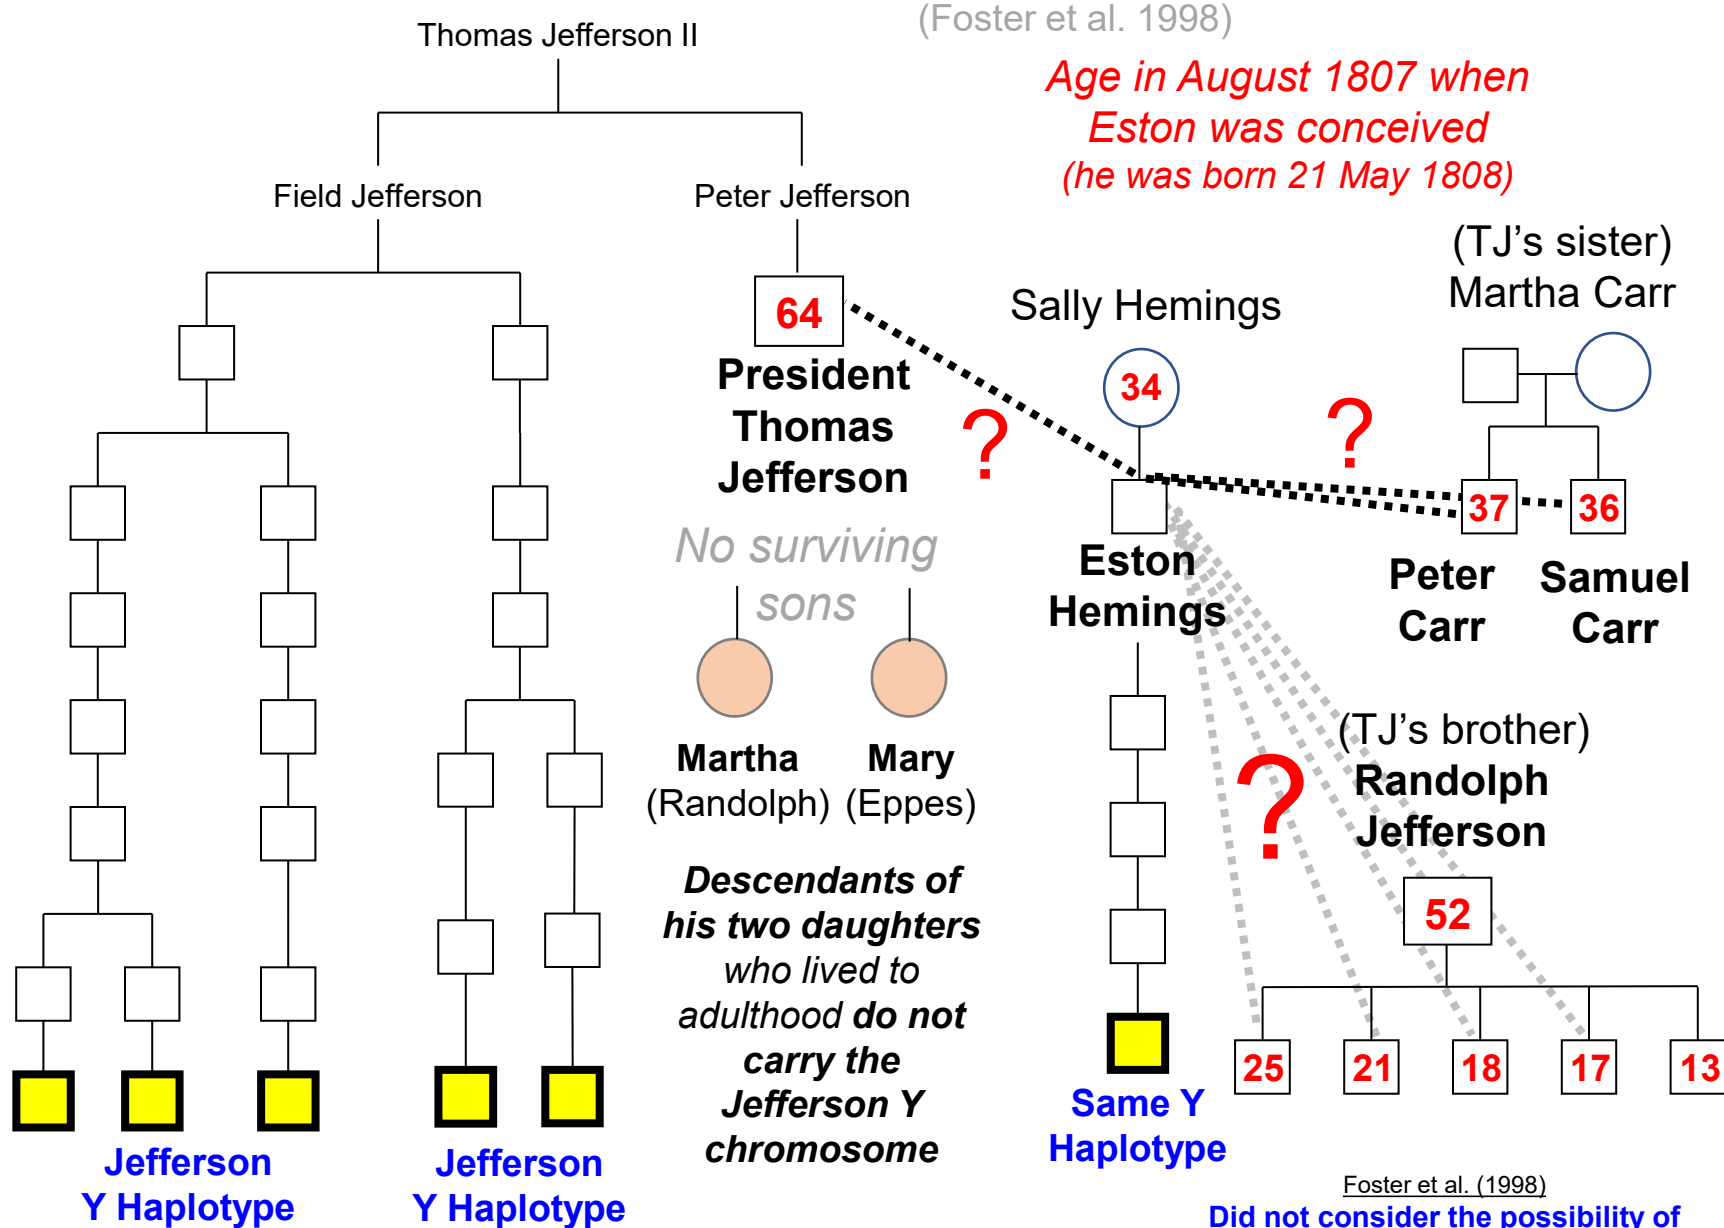 (Foster et al. 1998)
Thomas Jefferson II
Age in August 1807 when
Eston was conceived
(he was born 21 May 1808)
Field Jefferson
Peter Jefferson
(TJ's sister)
Martha Carr
Sally Hemings
64
34
President
Thomas
Jefferson
?
?
37
36
No surviving
sons
Eston
Hemings
Peter
Carr
Samuel
Carr
Martha
(Randolph)
Mary
(Eppes)
(TJ's brother)
Randolph
Jefferson
?
52
Descendants of
his two daughters
who lived to
adulthood do not
carry the
Jefferson Y
chromosome
25
21
18
17
13
Same Y
Haplotype
Jefferson
Y Haplotype
Jefferson
Y Haplotype
Foster et al. (1998)
Did not consider the possibility of